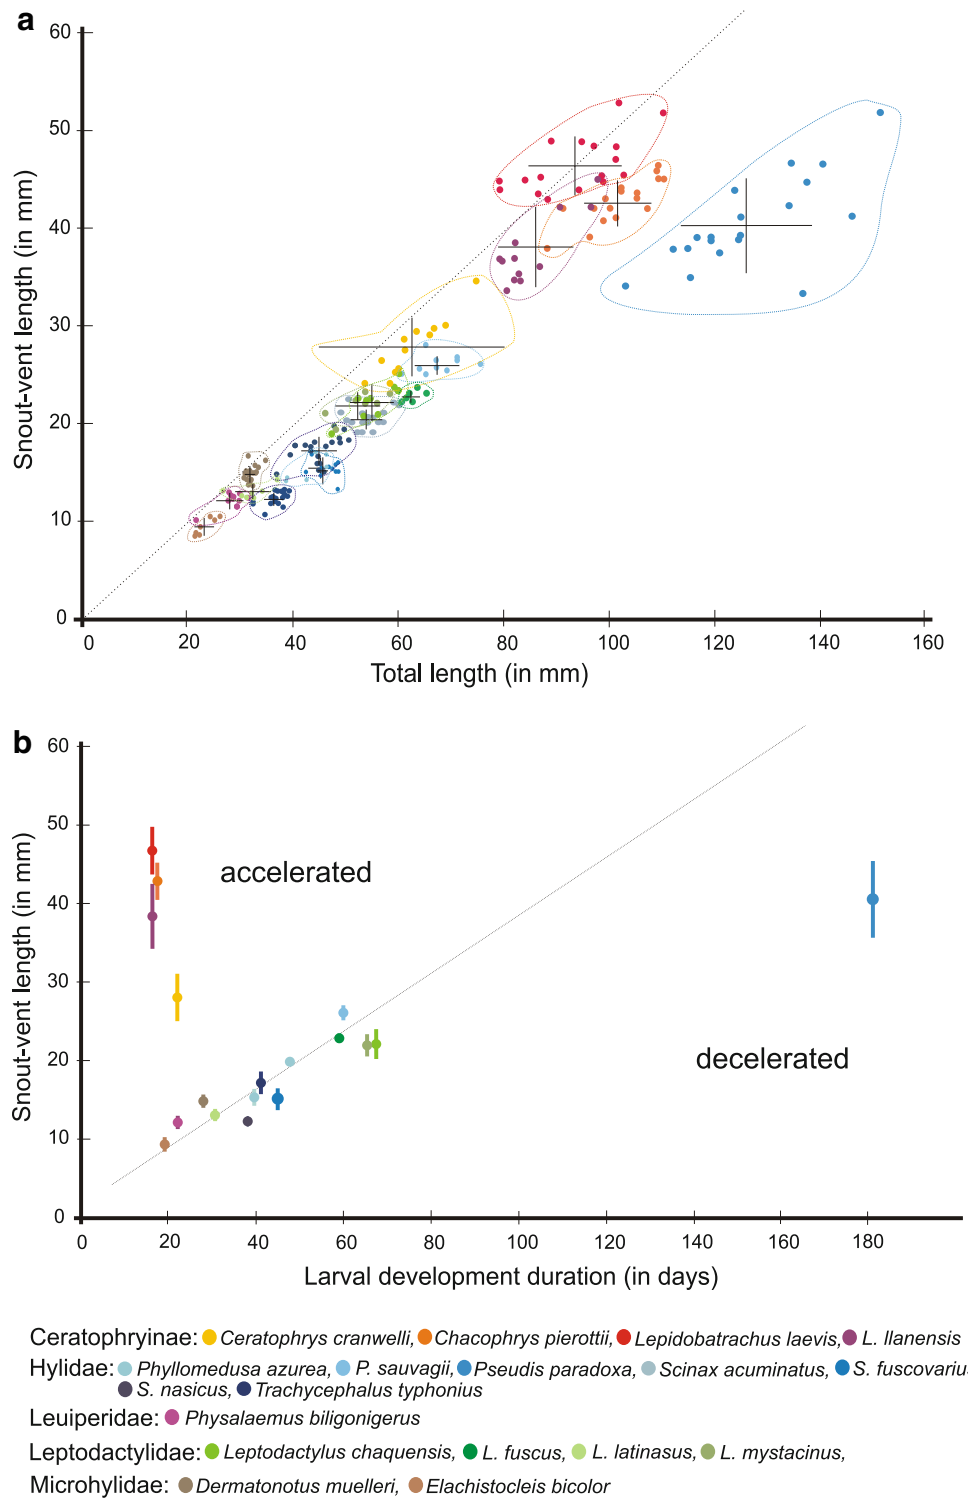 a
60
50
40
30
20
10
0
Snout-vent length (in mm)
0 20 40 60 80 100 120 140 160
Total length (in mm)
b
60
50
40
30
20
10
0
Snout-vent length (in mm)
accelerated
decelerated
0 20 40 60 80 100 120 140 160 180
Larval development duration (in days)
Ceratophryinae: Ceratophrys cranwelli, Chacophrys pierottii, Lepidobatrachus laevis, L. llanensis
Hylidae: Phyllomedusa azurea, P. sauvagii, Pseudis paradoxa, Scinax acuminatus, S. fuscovarius
S. nasicus, Trachycephalus typhonius
Leuiperidae: Physalaemus biligonigerus
Leptodactylidae: Leptodactylus chaquensis, L. fuscus, L. latinasus, L. mystacinus,
Microhylidae: Dermatonotus muelleri, Elachistocleis bicolor